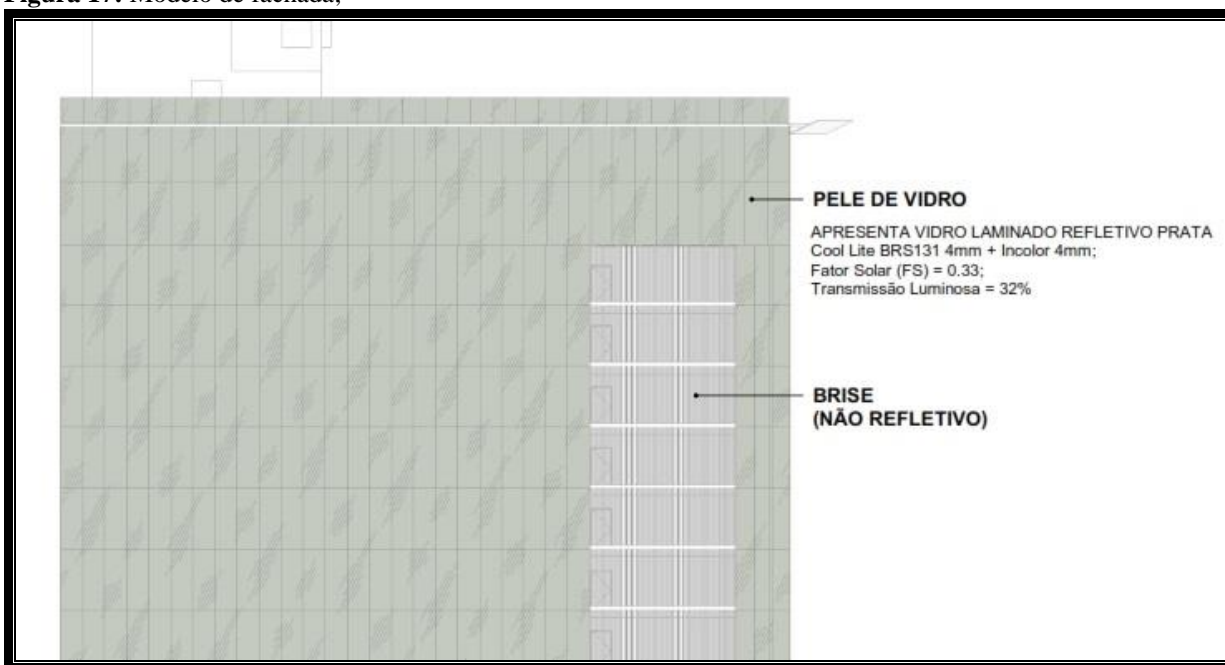 Figura 17. Modelo de fachada;
PELE DE VIDRO
APRESENTA VIDRO LAMINADO REFLETIVO PRATA
Cool Lite BRS131 4mm + Incolor 4mm;
Fator Solar (FS) = 0.33;
Transmissão Luminosa = 32%
BRISE
(NÃO REFLETIVO)